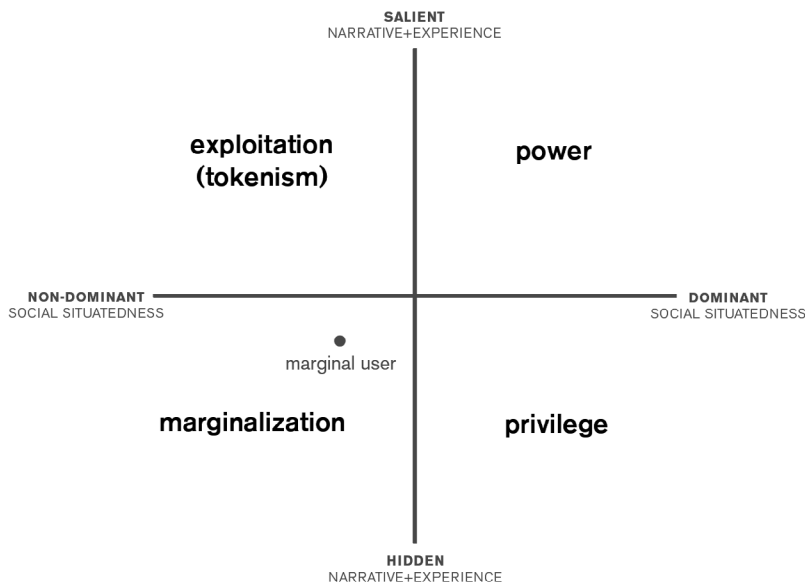 SALIENT
NARRATIVE+EXPERIENCE
exploitation
(tokenism)
power
NON-DOMINANT
SOCIAL SITUATEDNESS
DOMINANT
SOCIAL SITUATEDNESS
marginal user
marginalization
privilege
HIDDEN
NARRATIVE+EXPERIENCE